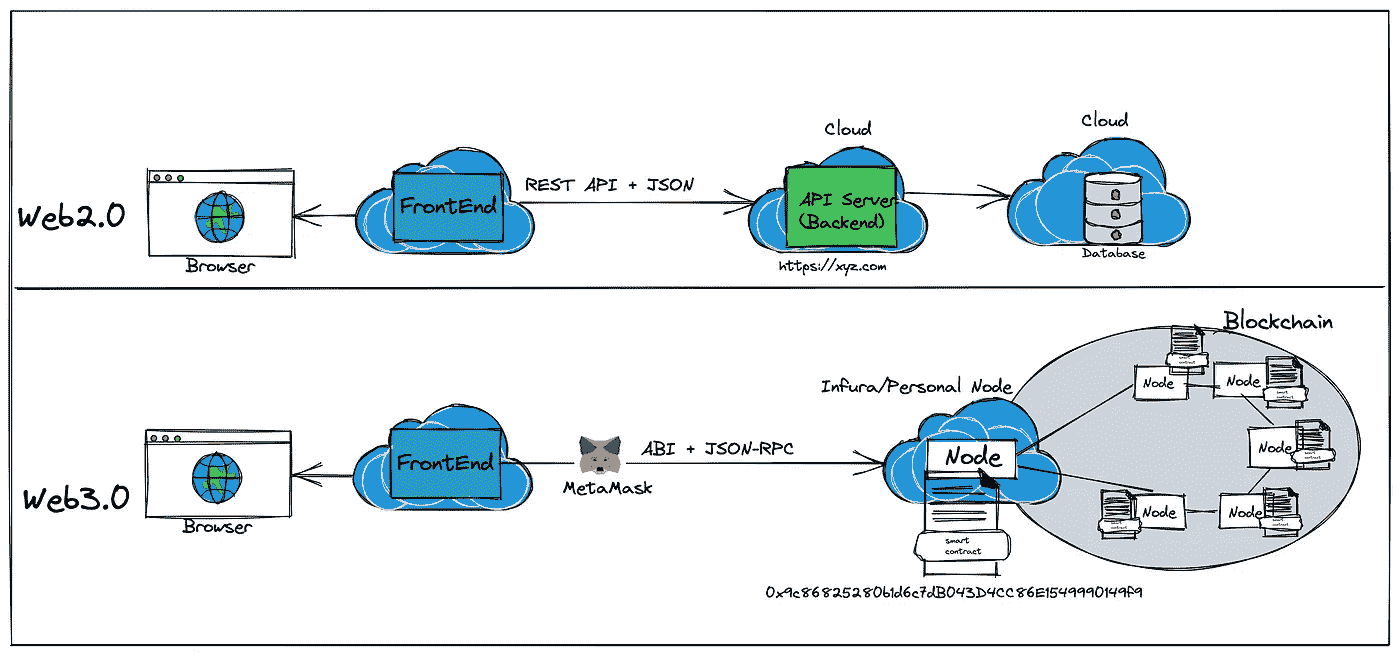 Cloud
Cloud
REST API + JSON
FrontEnd
API Server
(Backend)
Web2.0
Browser
https://xyz.com
Database
Blockchain
smart
contract
Infura/Personal Node
Node
Node
smart
contract
Node
smart
contract
ABI + JSON-RPC
FrontEnd
Node
MetaMask
Web3.0
Browser
Node
smart
contract
Node
smart
contract
smart
contract
0x9c86825280b1d6c7dB043D4CC86E1549990149f9